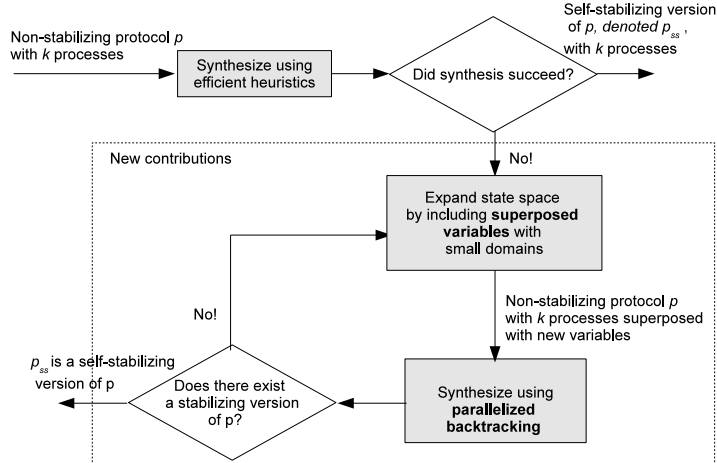 Non-stabilizing protocol p
with k processes
Synthesize using
efficient heuristics
Did synthesis succeed?
Self-stabilizing version
of p, denoted pss ,
with k processes
No!
New contributions
Expand state space
by including superposed
variables with
small domains
No!
Non-stabilizing protocol p
with k processes superposed
with new variables
pss is a self-stabilizing
version of p
Does there exist
a stabilizing version
of p?
Synthesize using
parallelized
backtracking